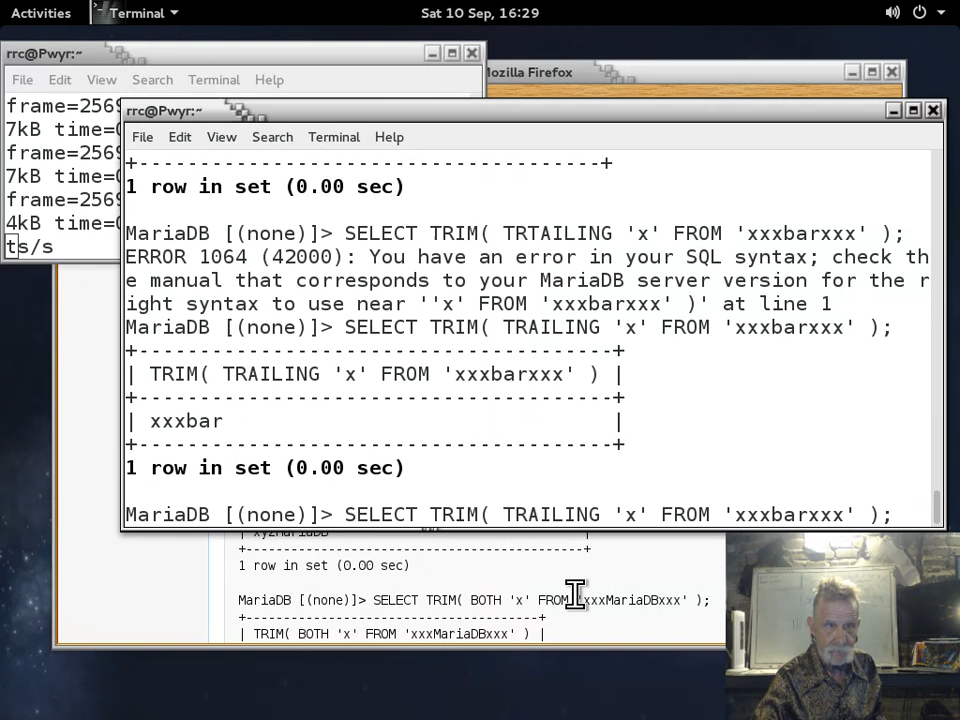 Activities
Terminal
Sat 10 Sep, 16:29
rrc@Pwyr:~
File Edit View Search Terminal Help
frame=2569
7kB time=
frame=2569
7kB time=
frame=2569
4kB time=
ts/s
Mozilla Firefox
rrc@Pwyr:~
File Edit View Search Terminal Help
+---------------------------------------+
1 row in set (0.00 sec)
MariaDB [(none)]> SELECT TRIM( TRTAILING 'x' FROM 'xxxbarxxx' );
ERROR 1064 (42000): You have an error in your SQL syntax; check th
e manual that corresponds to your MariaDB server version for the r
ight syntax to use near ''x' FROM 'xxxbarxxx' )' at line 1
MariaDB [(none)]> SELECT TRIM( TRAILING 'x' FROM 'xxxbarxxx' );
+----------------------------------------+
| TRIM( TRAILING 'x' FROM 'xxxbarxxx' ) |
+----------------------------------------+
| xxxbar |
+----------------------------------------+
1 row in set (0.00 sec)
MariaDB [(none)]> SELECT TRIM( TRAILING 'x' FROM 'xxxbarxxx' );
| xyzMariaDB |
+--------------------------------------------+
1 row in set (0.00 sec)
MariaDB [(none)]> SELECT TRIM( BOTH 'x' FROM 'xxxMariaDBxxx' );
+--------------------------------------+
| TRIM( BOTH 'x' FROM 'xxxMariaDBxxx' ) |